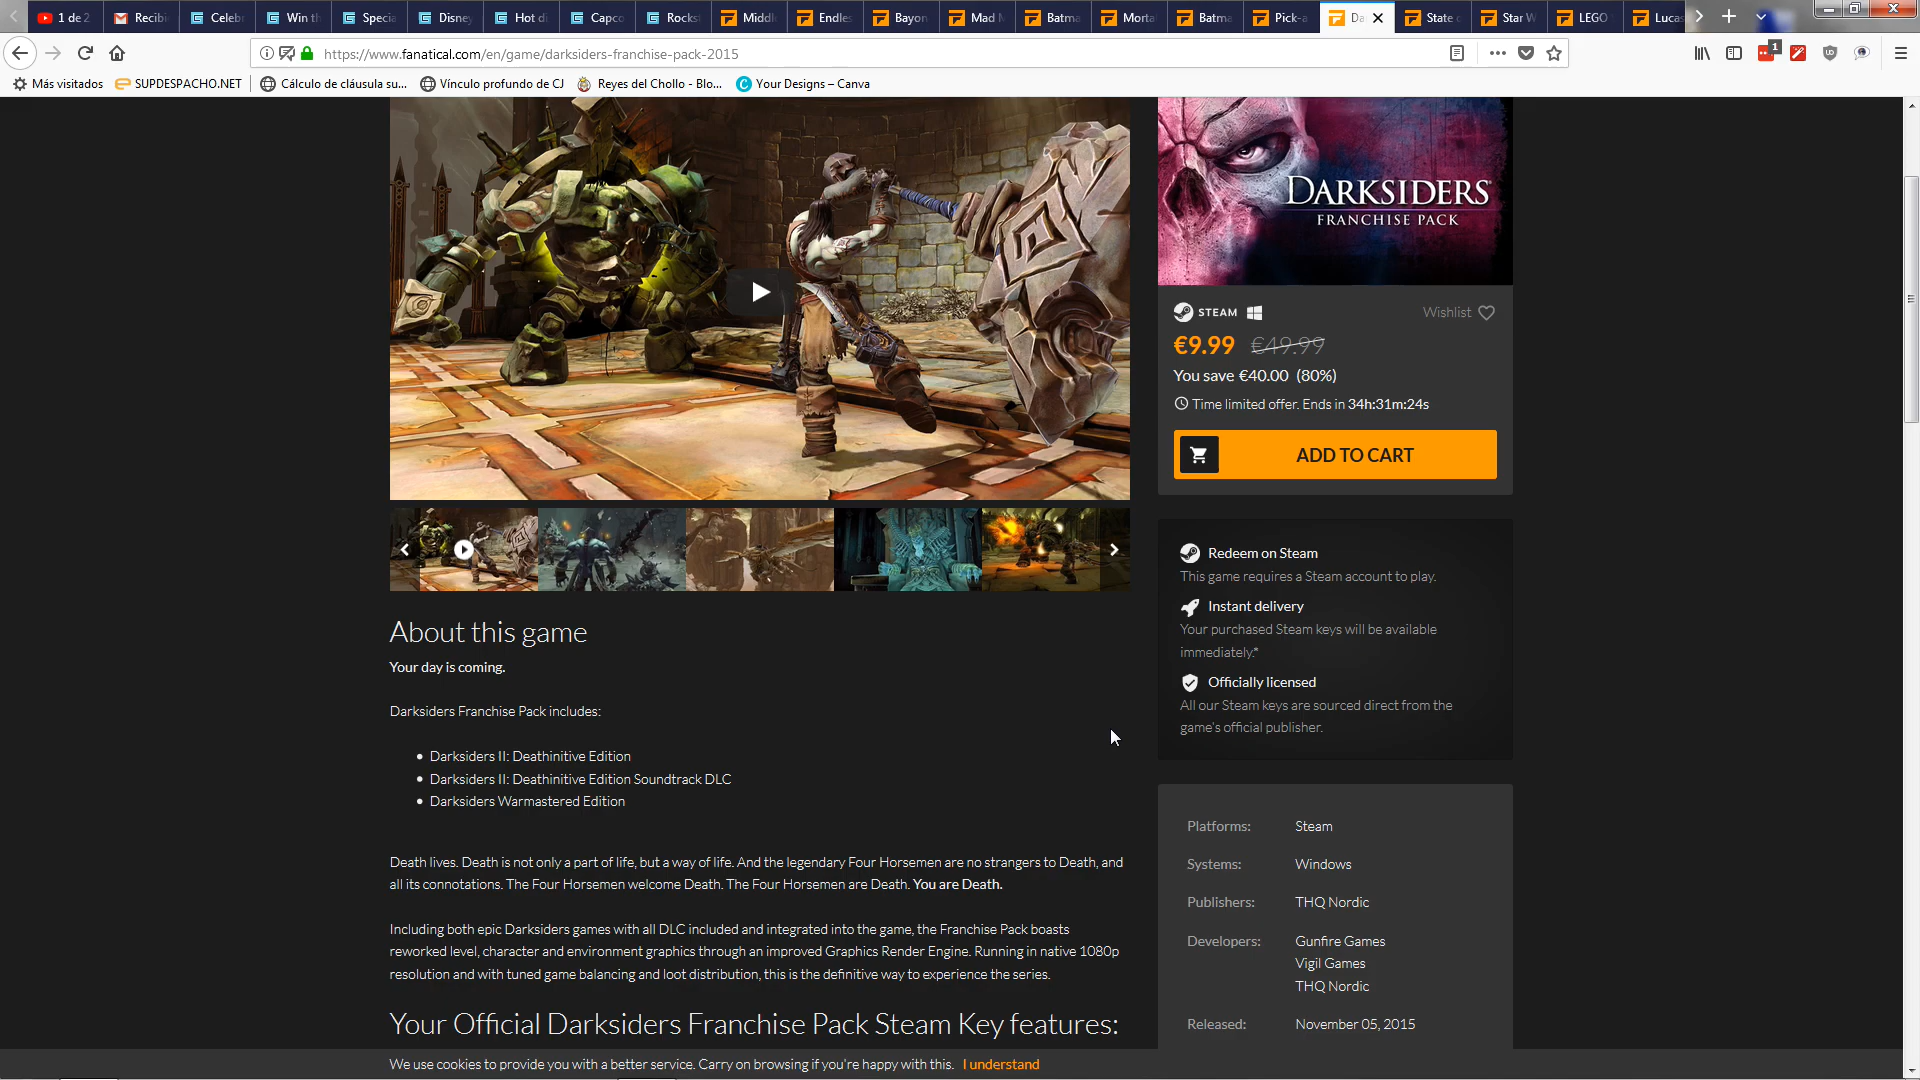 1 de 2
Recibi
Celebr
Win th
Specia
Disney
Hot di
Capco
Rocks
Middl
Endles
Bayon
Mad M
Batma
Morta
Batma
Pick-a
Da
State o
Star W
LEGO
Lucas
https://www.fanatical.com/en/game/darksiders-franchise-pack-2015
1
Más visitados
SUPDESPACHO.NET
Cálculo de cláusula su...
Vínculo profundo de CJ
Reyes del Chollo - Blo...
Your Designs – Canva
DARKSIDERS
FRANCHISE PACK
STEAM
Wishlist
€9.99 €49.99
You save €40.00 (80%)
Time limited offer. Ends in 34h:31m:24s
ADD TO CART
Redeem on Steam
This game requires a Steam account to play.
Instant delivery
Your purchased Steam keys will be available
immediately.*
Officially licensed
All our Steam keys are sourced direct from the
game's official publisher.
Platforms: Steam
Systems: Windows
Publishers: THQ Nordic
Developers: Gunfire Games
Vigil Games
THQ Nordic
Released: November 05, 2015
About this game
Your day is coming.
Darksiders Franchise Pack includes:
• Darksiders II: Deathinitive Edition
• Darksiders II: Deathinitive Edition Soundtrack DLC
• Darksiders Warmastered Edition
Death lives. Death is not only a part of life, but a way of life. And the legendary Four Horsemen are no strangers to Death, and
all its connotations. The Four Horsemen welcome Death. The Four Horsemen are Death. You are Death.
Including both epic Darksiders games with all DLC included and integrated into the game, the Franchise Pack boasts
reworked level, character and environment graphics through an improved Graphics Render Engine. Running in native 1080p
resolution and with tuned game balancing and loot distribution, this is the definitive way to experience the series.
Your Official Darksiders Franchise Pack Steam Key features:
We use cookies to provide you with a better service. Carry on browsing if you're happy with this. I understand